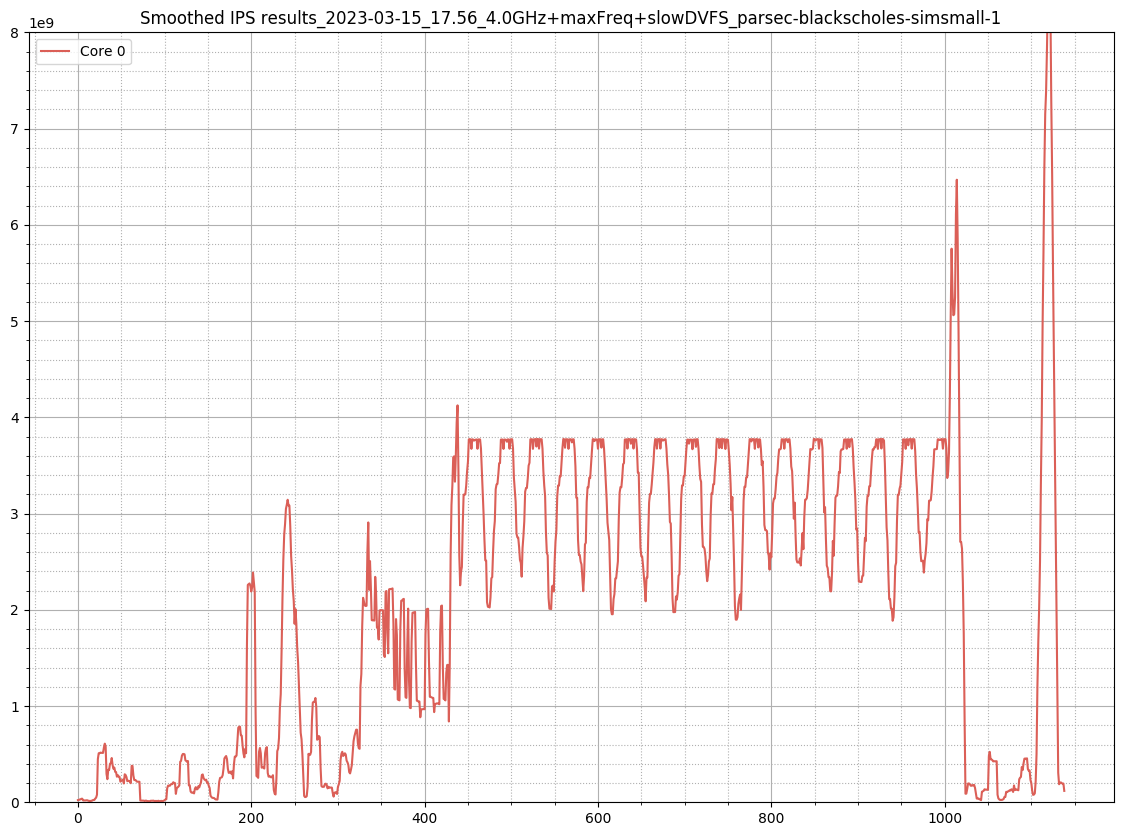 Smoothed IPS results_2023-03-15_17.56_4.0GHz+maxFreq+slowDVFS_parsec-blackscholes-simsmall-1
1e9
Core 0
8
7
6
5
4
3
2
1
0
0 200 400 600 800 1000